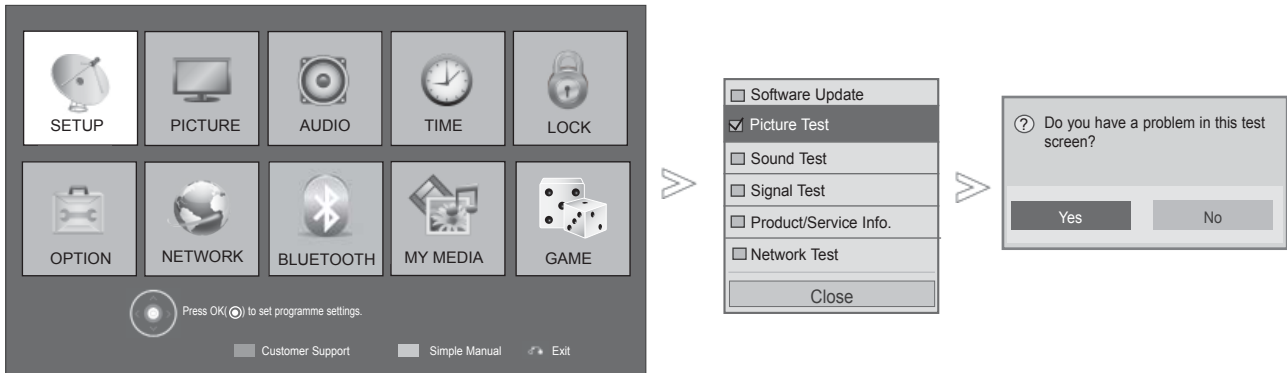 SETUP PICTURE AUDIO TIME LOCK
OPTION NETWORK BLUETOOTH MY MEDIA GAME
Press OK(◉) to set programme settings.
Customer Support Simple Manual Exit
Software Update
Picture Test
Sound Test
Signal Test
Product/Service Info.
Network Test
Close
? Do you have a problem in this test
screen?
Yes No